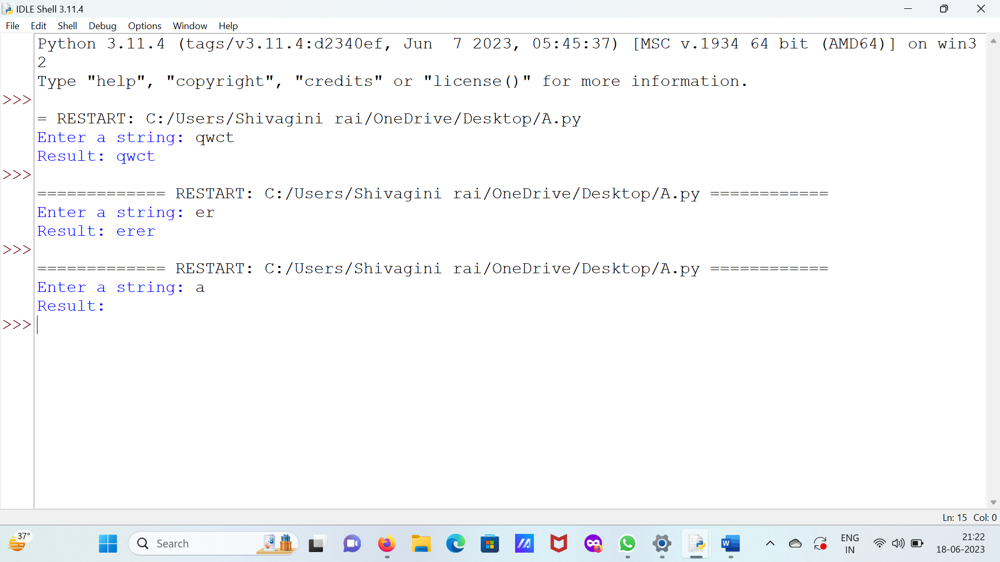 IDLE Shell 3.11.4
File Edit Shell Debug Options Window Help
Python 3.11.4 (tags/v3.11.4:d2340ef, Jun  7 2023, 05:45:37) [MSC v.1934 64 bit (AMD64)] on win3
2
Type "help", "copyright", "credits" or "license()" for more information.
>>>
= RESTART: C:/Users/Shivagini rai/OneDrive/Desktop/A.py
Enter a string: qwct
Result: qwct
>>>
============= RESTART: C:/Users/Shivagini rai/OneDrive/Desktop/A.py ============
Enter a string: er
Result: erer
>>>
============= RESTART: C:/Users/Shivagini rai/OneDrive/Desktop/A.py ============
Enter a string: a
Result:
>>>
Ln: 15 Col: 0
37°
Search
W
ENG
IN
21:22
18-06-2023